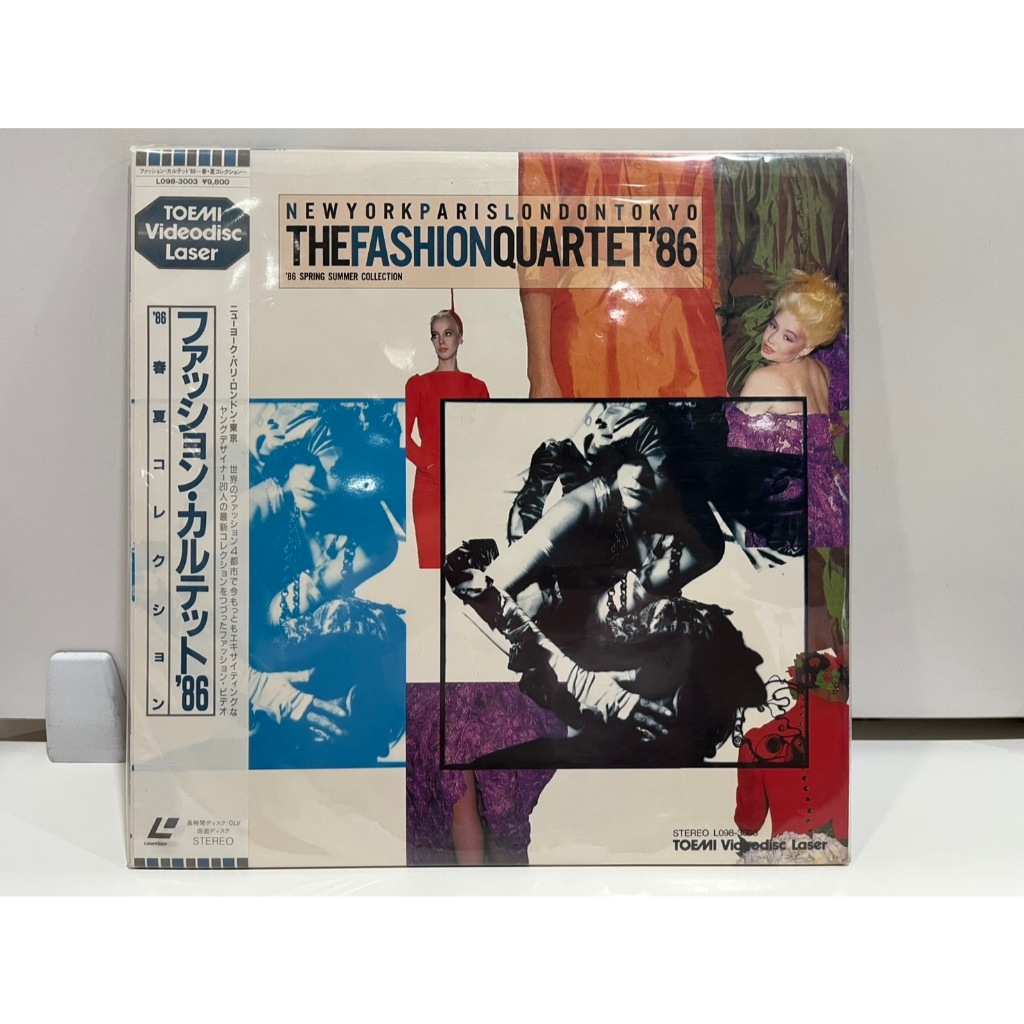 ファッション・カルテット'86 ―春・夏コレクション―
L098-3003 ¥9,800
TOEMI
Videodisc
Laser
ニューヨーク・パリ・ロンドン・東京 世界のファッション4都市で今もっともエキサイティングな
ヤングデザイナー20人の最新コレクションをつづったファッション・ビデオ
ファッション・カルテット'86
'86 春夏コレクション
LaserVision
長時間ディスク/CLV
両面ディスク
STEREO
NEWYORKPARISLONDONTOKYO
THEFASHIONQUARTET'86
'86 SPRING SUMMER COLLECTION
STEREO L098-3003
TOEMI Videodisc Laser